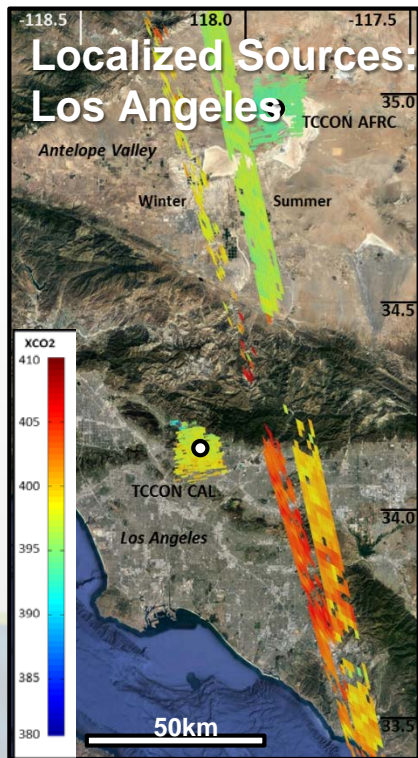 -118.5 118.0 -117.5
Localized Sources:
Los Angeles
35.0
TCCON AFRC
Antelope Valley
Winter Summer
34.5
XCO2
410
405
400
395
390
385
380
TCCON CAL
34.0
Los Angeles
33.5
50km